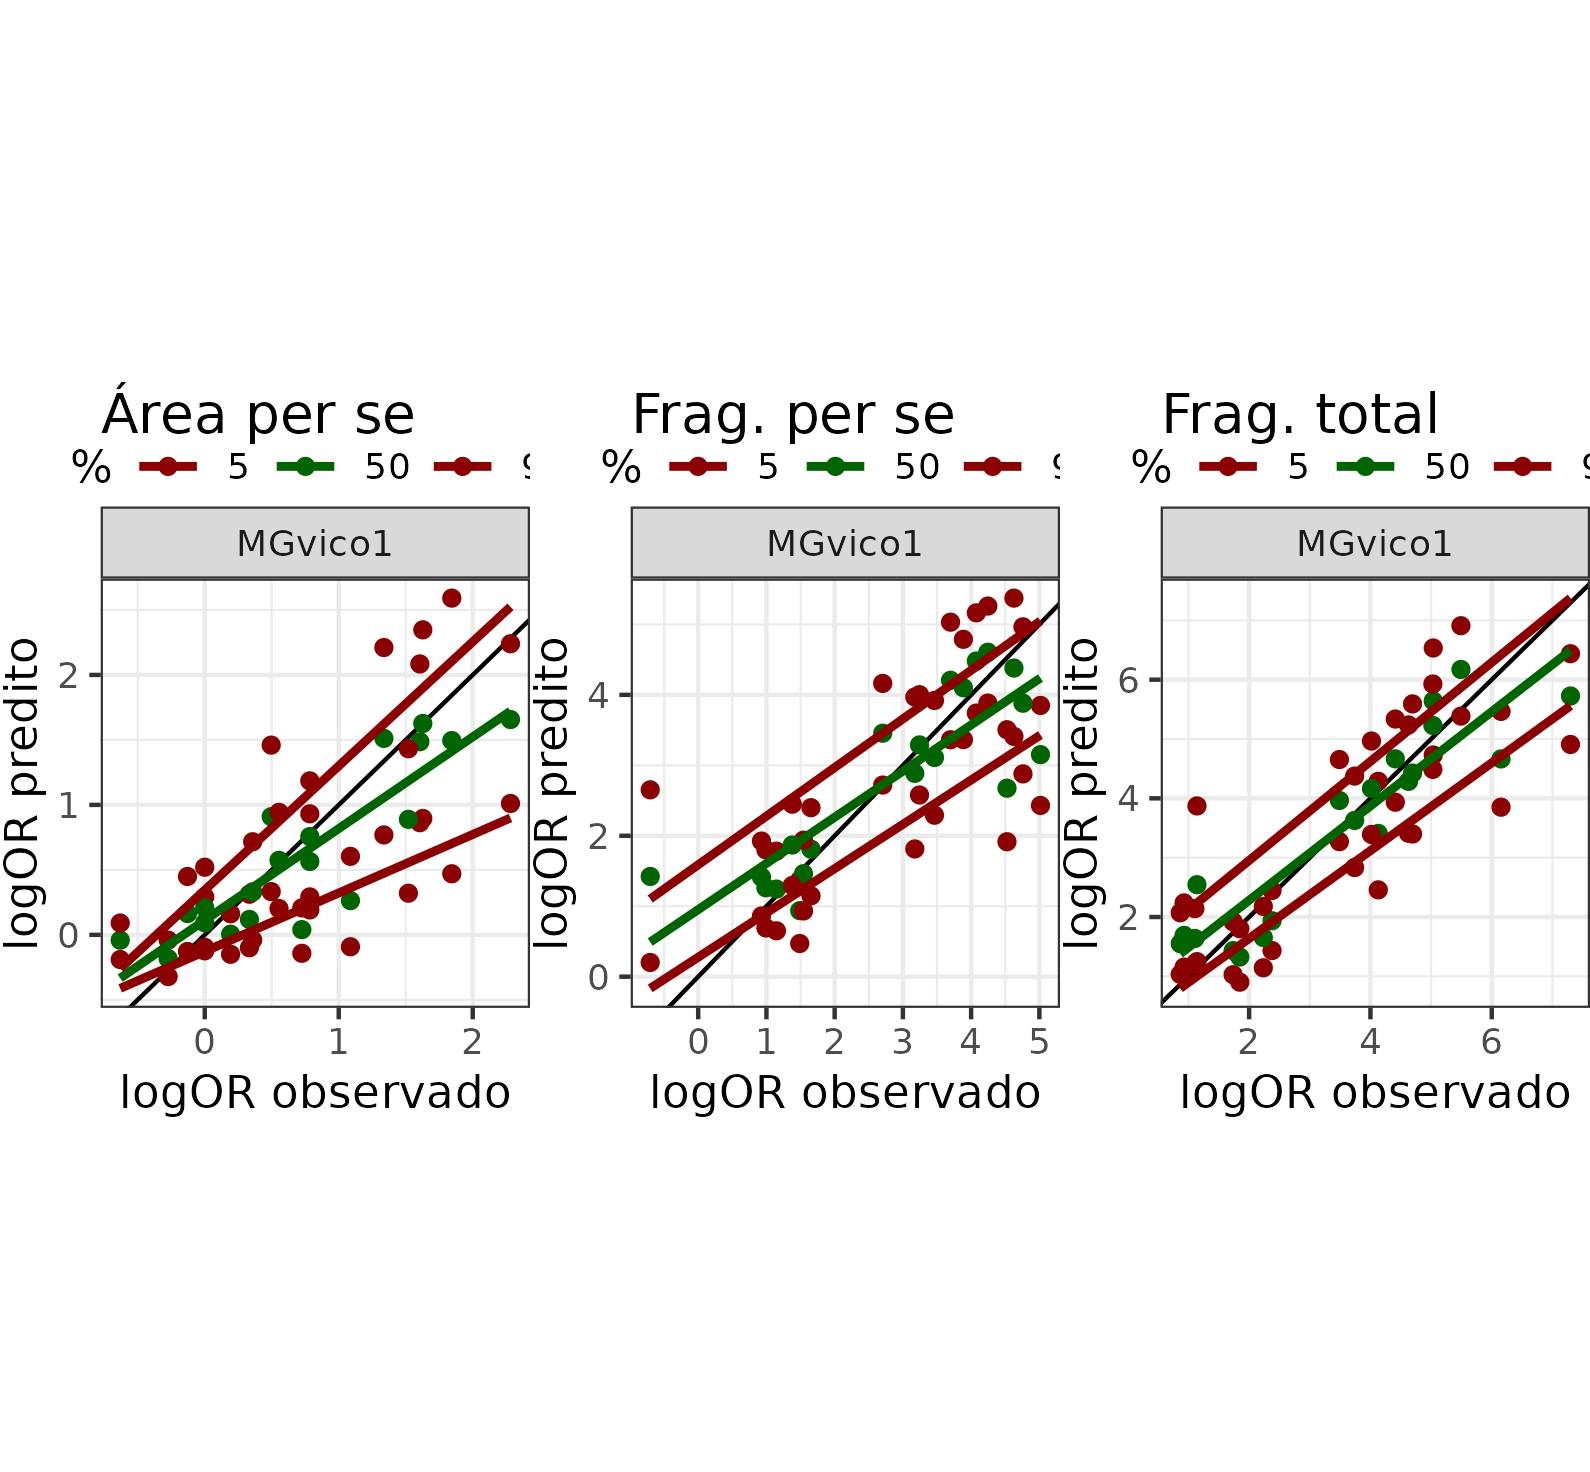 Área per se
% 5 50
MGvico1
logOR predito
2
1
0
0 1 2
logOR observado
Frag. per se
% 5 50
MGvico1
logOR predito
4
2
0
0 1 2 3 4 5
logOR observado
Frag. total
% 5 50
MGvico1
logOR predito
6
4
2
2 4 6
logOR observado